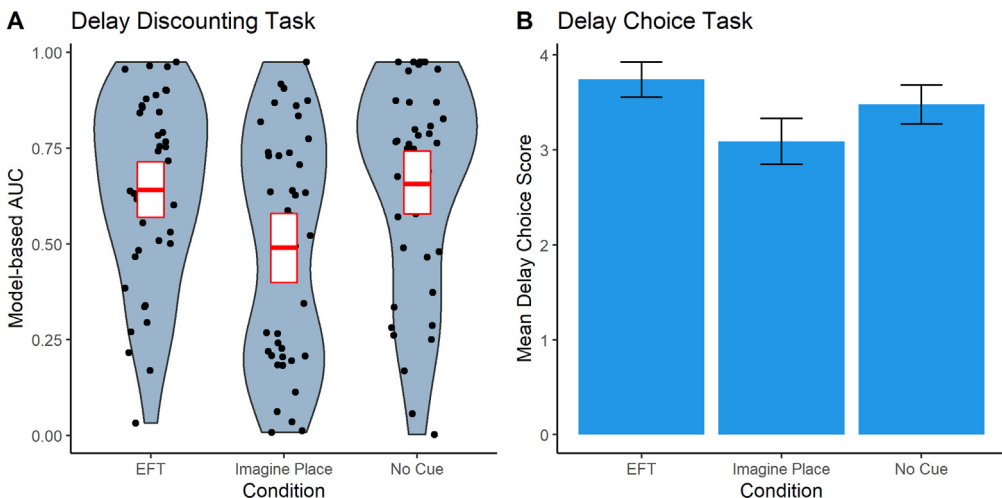 A Delay Discounting Task
Model-based AUC
1.00
0.75
0.50
0.25
0.00
EFT Imagine Place No Cue
Condition
B Delay Choice Task
Mean Delay Choice Score
4
3
2
1
0
EFT Imagine Place No Cue
Condition